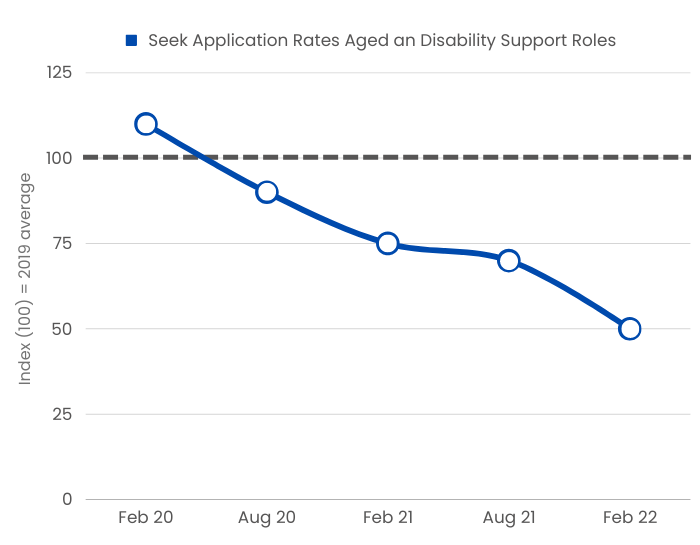 Seek Application Rates Aged an Disability Support Roles
125
100
75
50
25
0
Index (100) = 2019 average
Feb 20
Aug 20
Feb 21
Aug 21
Feb 22